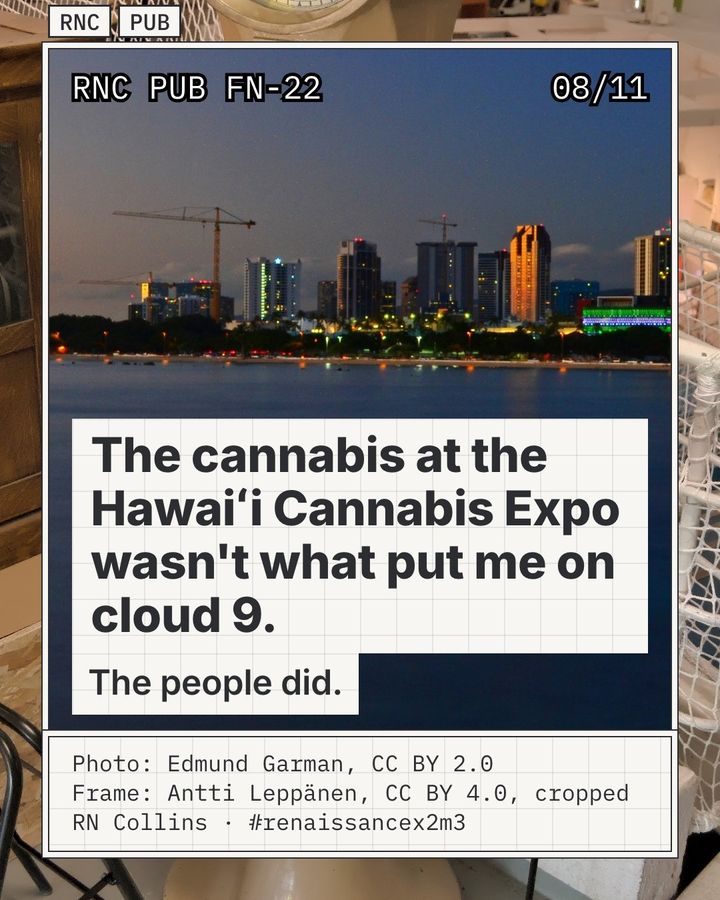 RNC PUB
RNC PUB FN-22 08/11
The cannabis at the
Hawaiʻi Cannabis Expo
wasn't what put me on
cloud 9.
The people did.
Photo: Edmund Garman, CC BY 2.0
Frame: Antti Leppänen, CC BY 4.0, cropped
RN Collins · #renaissancex2m3